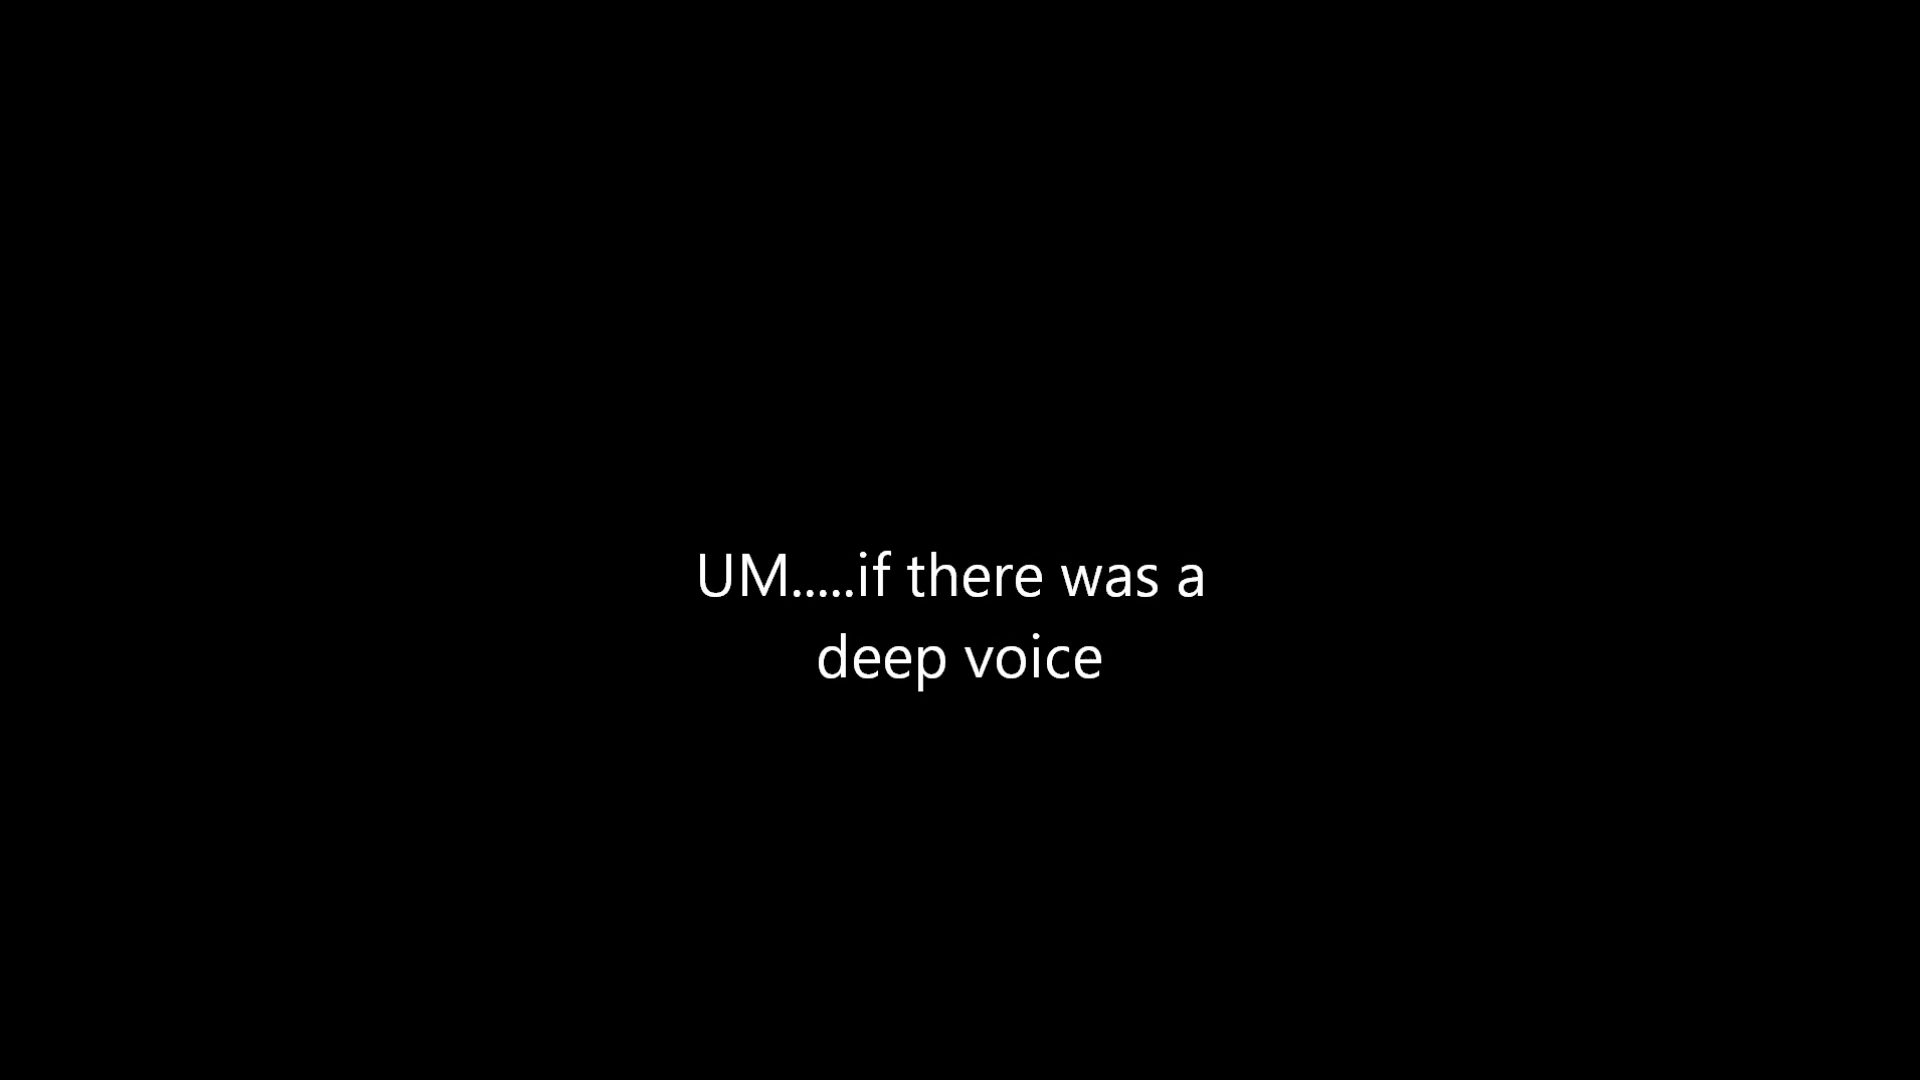 UM.....if there was a
deep voice